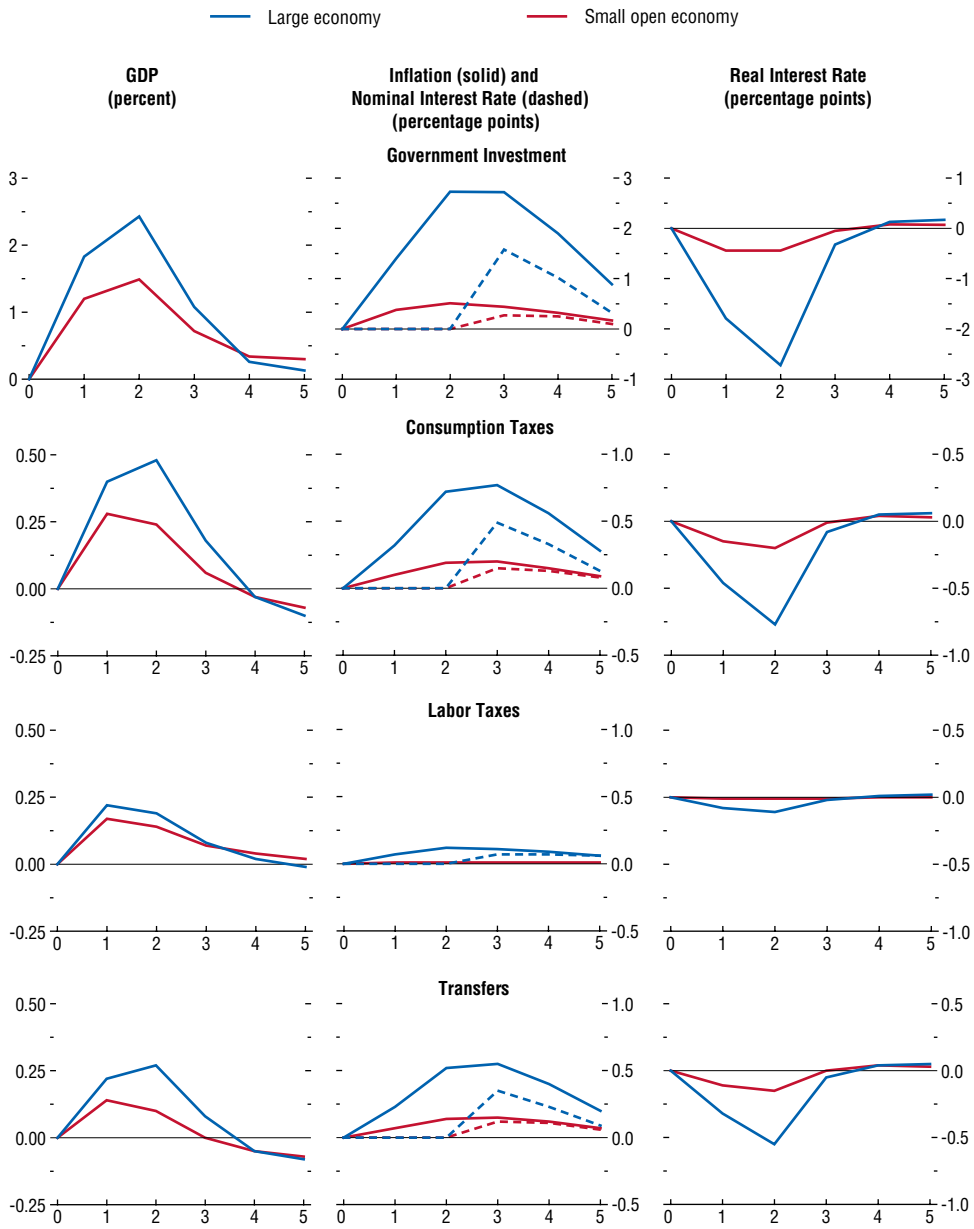 Large economy
Small open economy
GDP
(percent)
Inflation (solid) and
Nominal Interest Rate (dashed)
(percentage points)
Real Interest Rate
(percentage points)
Government Investment
3
2
1
0
0 1 2 3 4 5
3
2
1
0
-1
0 1 2 3 4 5
1
0
-1
-2
-3
0 1 2 3 4 5
Consumption Taxes
0.50
0.25
0.00
-0.25
0 1 2 3 4 5
1.0
0.5
0.0
-0.5
0 1 2 3 4 5
0.5
0.0
-0.5
-1.0
0 1 2 3 4 5
Labor Taxes
0.50
0.25
0.00
-0.25
0 1 2 3 4 5
1.0
0.5
0.0
-0.5
0 1 2 3 4 5
0.5
0.0
-0.5
-1.0
0 1 2 3 4 5
Transfers
0.50
0.25
0.00
-0.25
0 1 2 3 4 5
1.0
0.5
0.0
-0.5
0 1 2 3 4 5
0.5
0.0
-0.5
-1.0
0 1 2 3 4 5